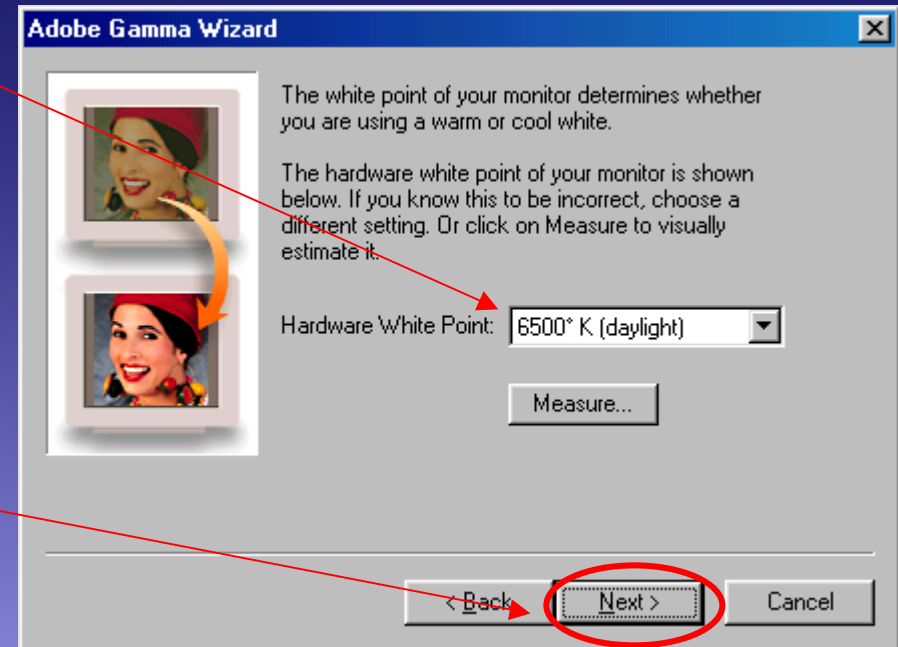 Adobe Gamma Wizard
The white point of your monitor determines whether
you are using a warm or cool white.
The hardware white point of your monitor is shown
below. If you know this to be incorrect, choose a
different setting. Or click on Measure to visually
estimate it.
Hardware White Point: 6500° K (daylight)
Measure...
< Back Next > Cancel